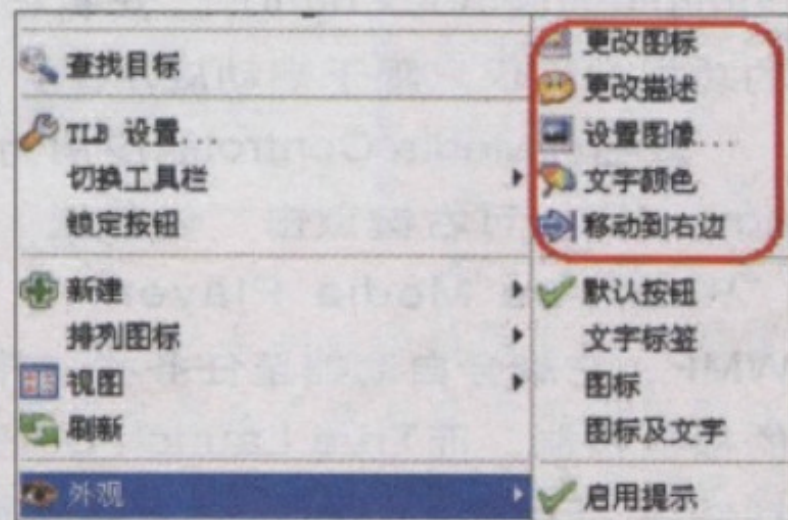 查找目标
TLB 设置...
切换工具栏
锁定按钮
新建
排列图标
视图
刷新
外观
更改图标
更改描述
设置图像...
文字颜色
移动到右边
默认按钮
文字标签
图标
图标及文字
启用提示